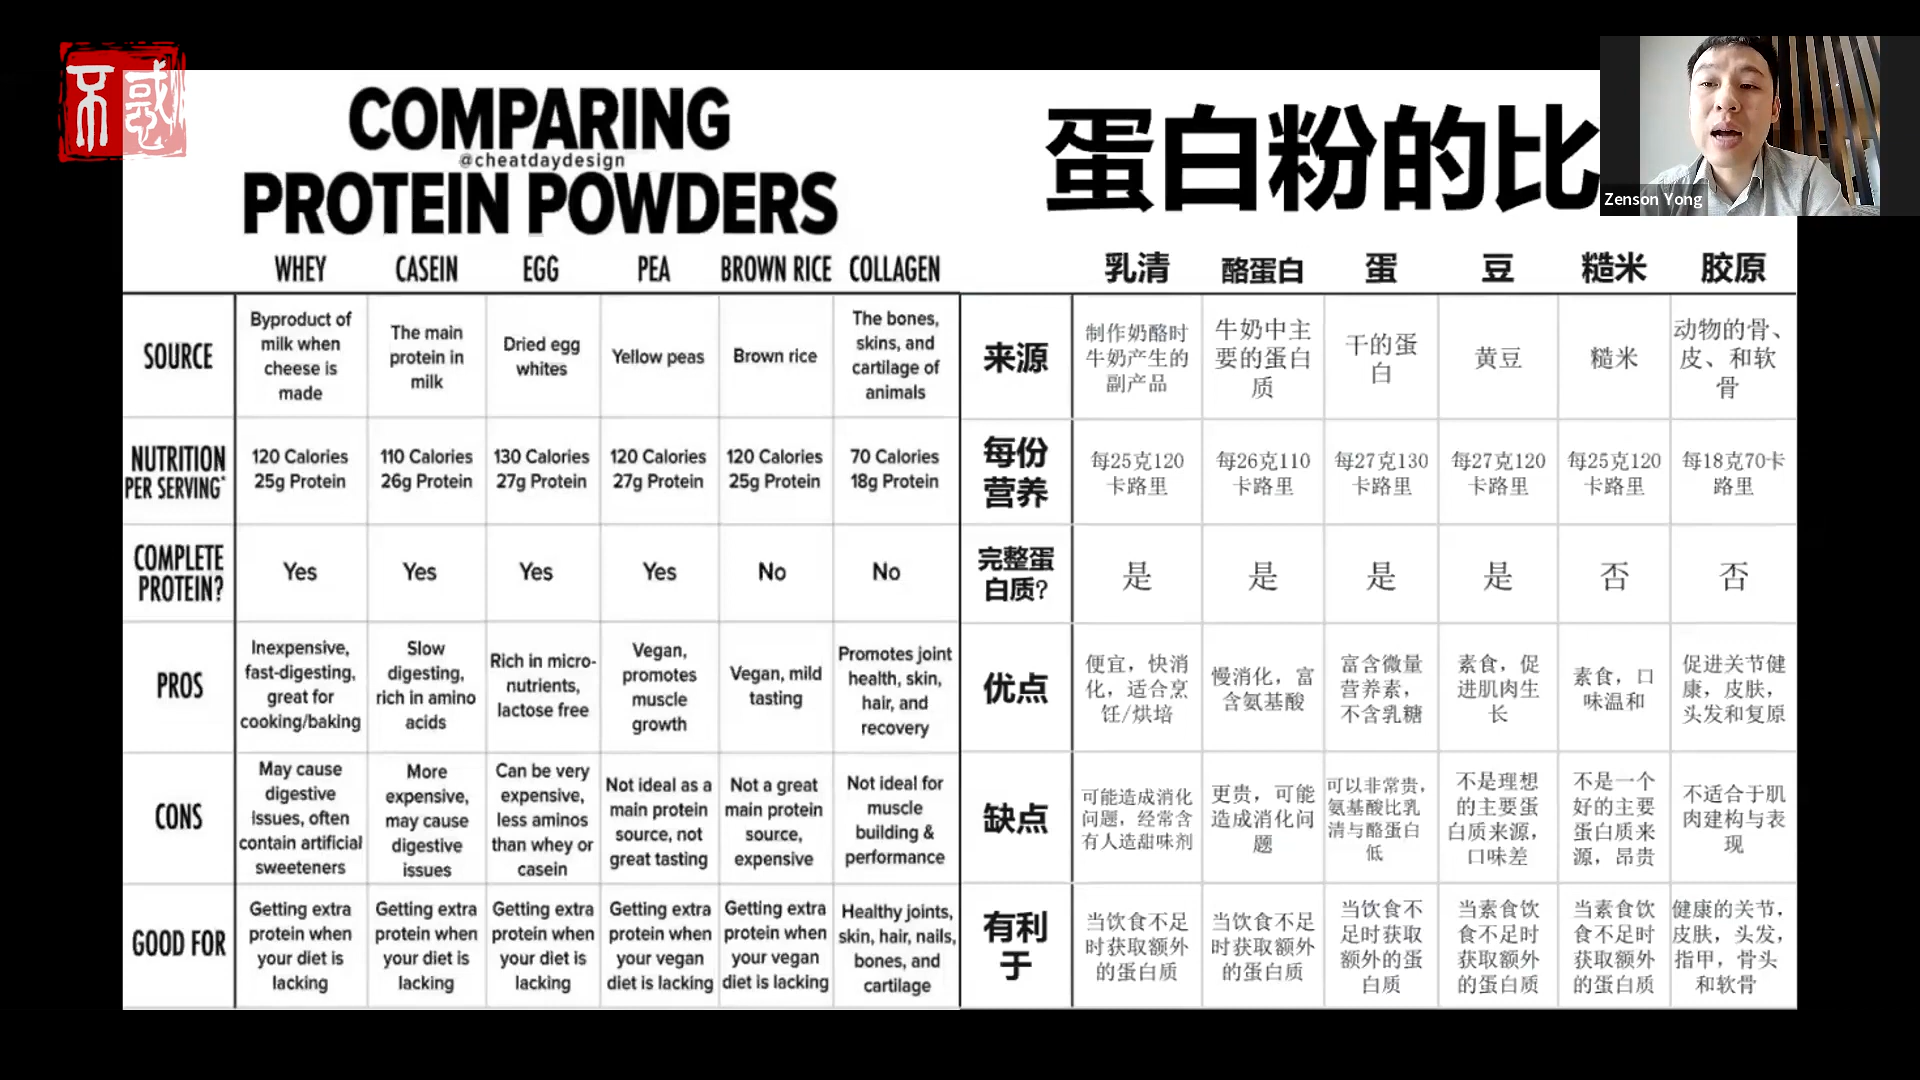 不惑
COMPARING
@cheatdaydesign
PROTEIN POWDERS
WHEY CASEIN EGG PEA BROWN RICE COLLAGEN
SOURCE
Byproduct of
milk when
cheese is
made
The main
protein in
milk
Dried egg
whites
Yellow peas
Brown rice
The bones,
skins, and
cartilage of
animals
NUTRITION
PER SERVING*
120 Calories
25g Protein
110 Calories
26g Protein
130 Calories
27g Protein
120 Calories
27g Protein
120 Calories
25g Protein
70 Calories
18g Protein
COMPLETE
PROTEIN?
Yes
Yes
Yes
Yes
No
No
PROS
Inexpensive,
fast-digesting,
great for
cooking/baking
Slow
digesting,
rich in amino
acids
Rich in micro-
nutrients,
lactose free
Vegan,
promotes
muscle
growth
Vegan, mild
tasting
Promotes joint
health, skin,
hair, and
recovery
CONS
May cause
digestive
issues, often
contain artificial
sweeteners
More
expensive,
may cause
digestive
issues
Can be very
expensive,
less aminos
than whey or
casein
Not ideal as a
main protein
source, not
great tasting
Not a great
main protein
source,
expensive
Not ideal for
muscle
building &
performance
GOOD FOR
Getting extra
protein when
your diet is
lacking
Getting extra
protein when
your diet is
lacking
Getting extra
protein when
your diet is
lacking
Getting extra
protein when
your vegan
diet is lacking
Getting extra
protein when
your vegan
diet is lacking
Healthy joints,
skin, hair, nails,
bones, and
cartilage
蛋白粉的比
Zenson Yong
乳清 酪蛋白 蛋 豆 糙米 胶原
来源
制作奶酪时
牛奶产生的
副产品
牛奶中主
要的蛋白
质
干的蛋
白
黄豆
糙米
动物的骨、
皮、和软
骨
每份
营养
每25克120
卡路里
每26克110
卡路里
每27克130
卡路里
每27克120
卡路里
每25克120
卡路里
每18克70卡
路里
完整蛋
白质?
是
是
是
是
否
否
优点
便宜，快消
化，适合烹
饪/烘培
慢消化，富
含氨基酸
富含微量
营养素，
不含乳糖
素食，促
进肌肉生
长
素食，口
味温和
促进关节健
康，皮肤，
头发和复原
缺点
可能造成消化
问题，经常含
有人造甜味剂
更贵，可能
造成消化问
题
可以非常贵，
氨基酸比乳
清与酪蛋白
低
不是理想
的主要蛋
白质来源，
口味差
不是一个
好的主要
蛋白质来
源，昂贵
不适合于肌
肉建构与表
现
有利
于
当饮食不足
时获取额外
的蛋白质
当饮食不足
时获取额外
的蛋白质
当饮食不
足时获取
额外的蛋
白质
当素食饮
食不足时
获取额外
的蛋白质
当素食饮
食不足时
获取额外
的蛋白质
健康的关节，
皮肤，头发，
指甲，骨头
和软骨